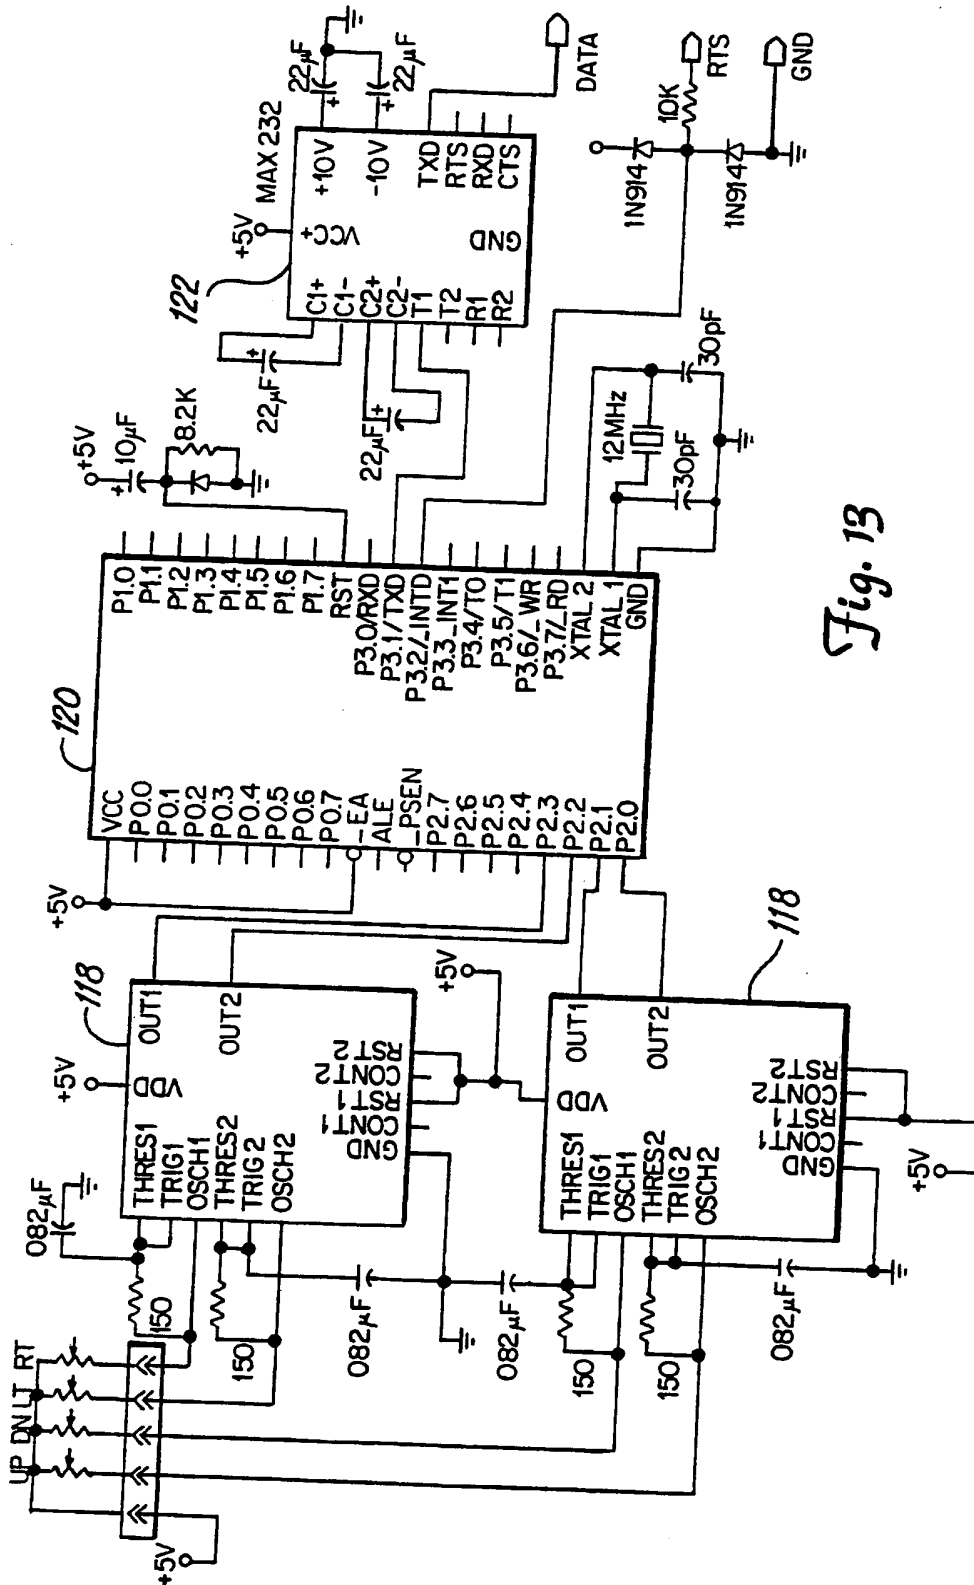 UP DN LT RT
+5V
082µF
150
150
082µF
082µF
150
150
082µF
+5V
118
THRES1
TRIG1
OSCH1
THRES2
TRIG 2
OSCH2
VDD
OUT1
OUT2
GND
CONT1
RST1
CONT2
RST2
+5V
118
THRES1
TRIG1
OSCH1
THRES2
TRIG 2
OSCH2
VDD
OUT1
OUT2
GND
CONT1
RST1
CONT2
RST2
+5V
+5V
120
VCC
P0.0
P0.1
P0.2
P0.3
P0.4
P0.5
P0.6
P0.7
-EA
ALE
_PSEN
P2.7
P2.6
P2.5
P2.4
P2.3
P2.2
P2.1
P2.0
P1.0
P1.1
P1.2
P1.3
P1.4
P1.5
P1.6
P1.7
RST
P3.0/RXD
P3.1/TXD
P3.2/_INTD
P3.3_INT1
P3.4/TO
P3.5/T1
P3.6/_WR
P3.7/_RD
XTAL 2
XTAL 1
GND
+5V
+
10µF
8.2K
22µF
+
22µF
+
12MHz
30pF
30pF
122
+5V
MAX 232
C1+
C1-
C2+
C2-
T1
T2
R1
R2
VCC+
GND
+10V
-10V
TXD
RTS
RXD
CTS
22µF
+
22µF
+
DATA
1N914
1N914
10K
RTS
GND
Fig. 13